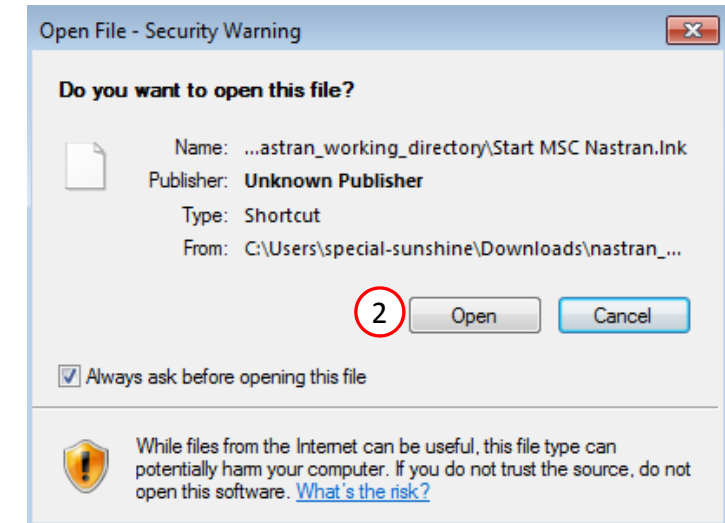 Open File - Security Warning
Do you want to open this file?
Name: ...astran_working_directory\Start MSC Nastran.lnk
Publisher: Unknown Publisher
Type: Shortcut
From: C:\Users\special-sunshine\Downloads\nastran_...
2 Open Cancel
Always ask before opening this file
While files from the Internet can be useful, this file type can
potentially harm your computer. If you do not trust the source, do not
open this software. What's the risk?